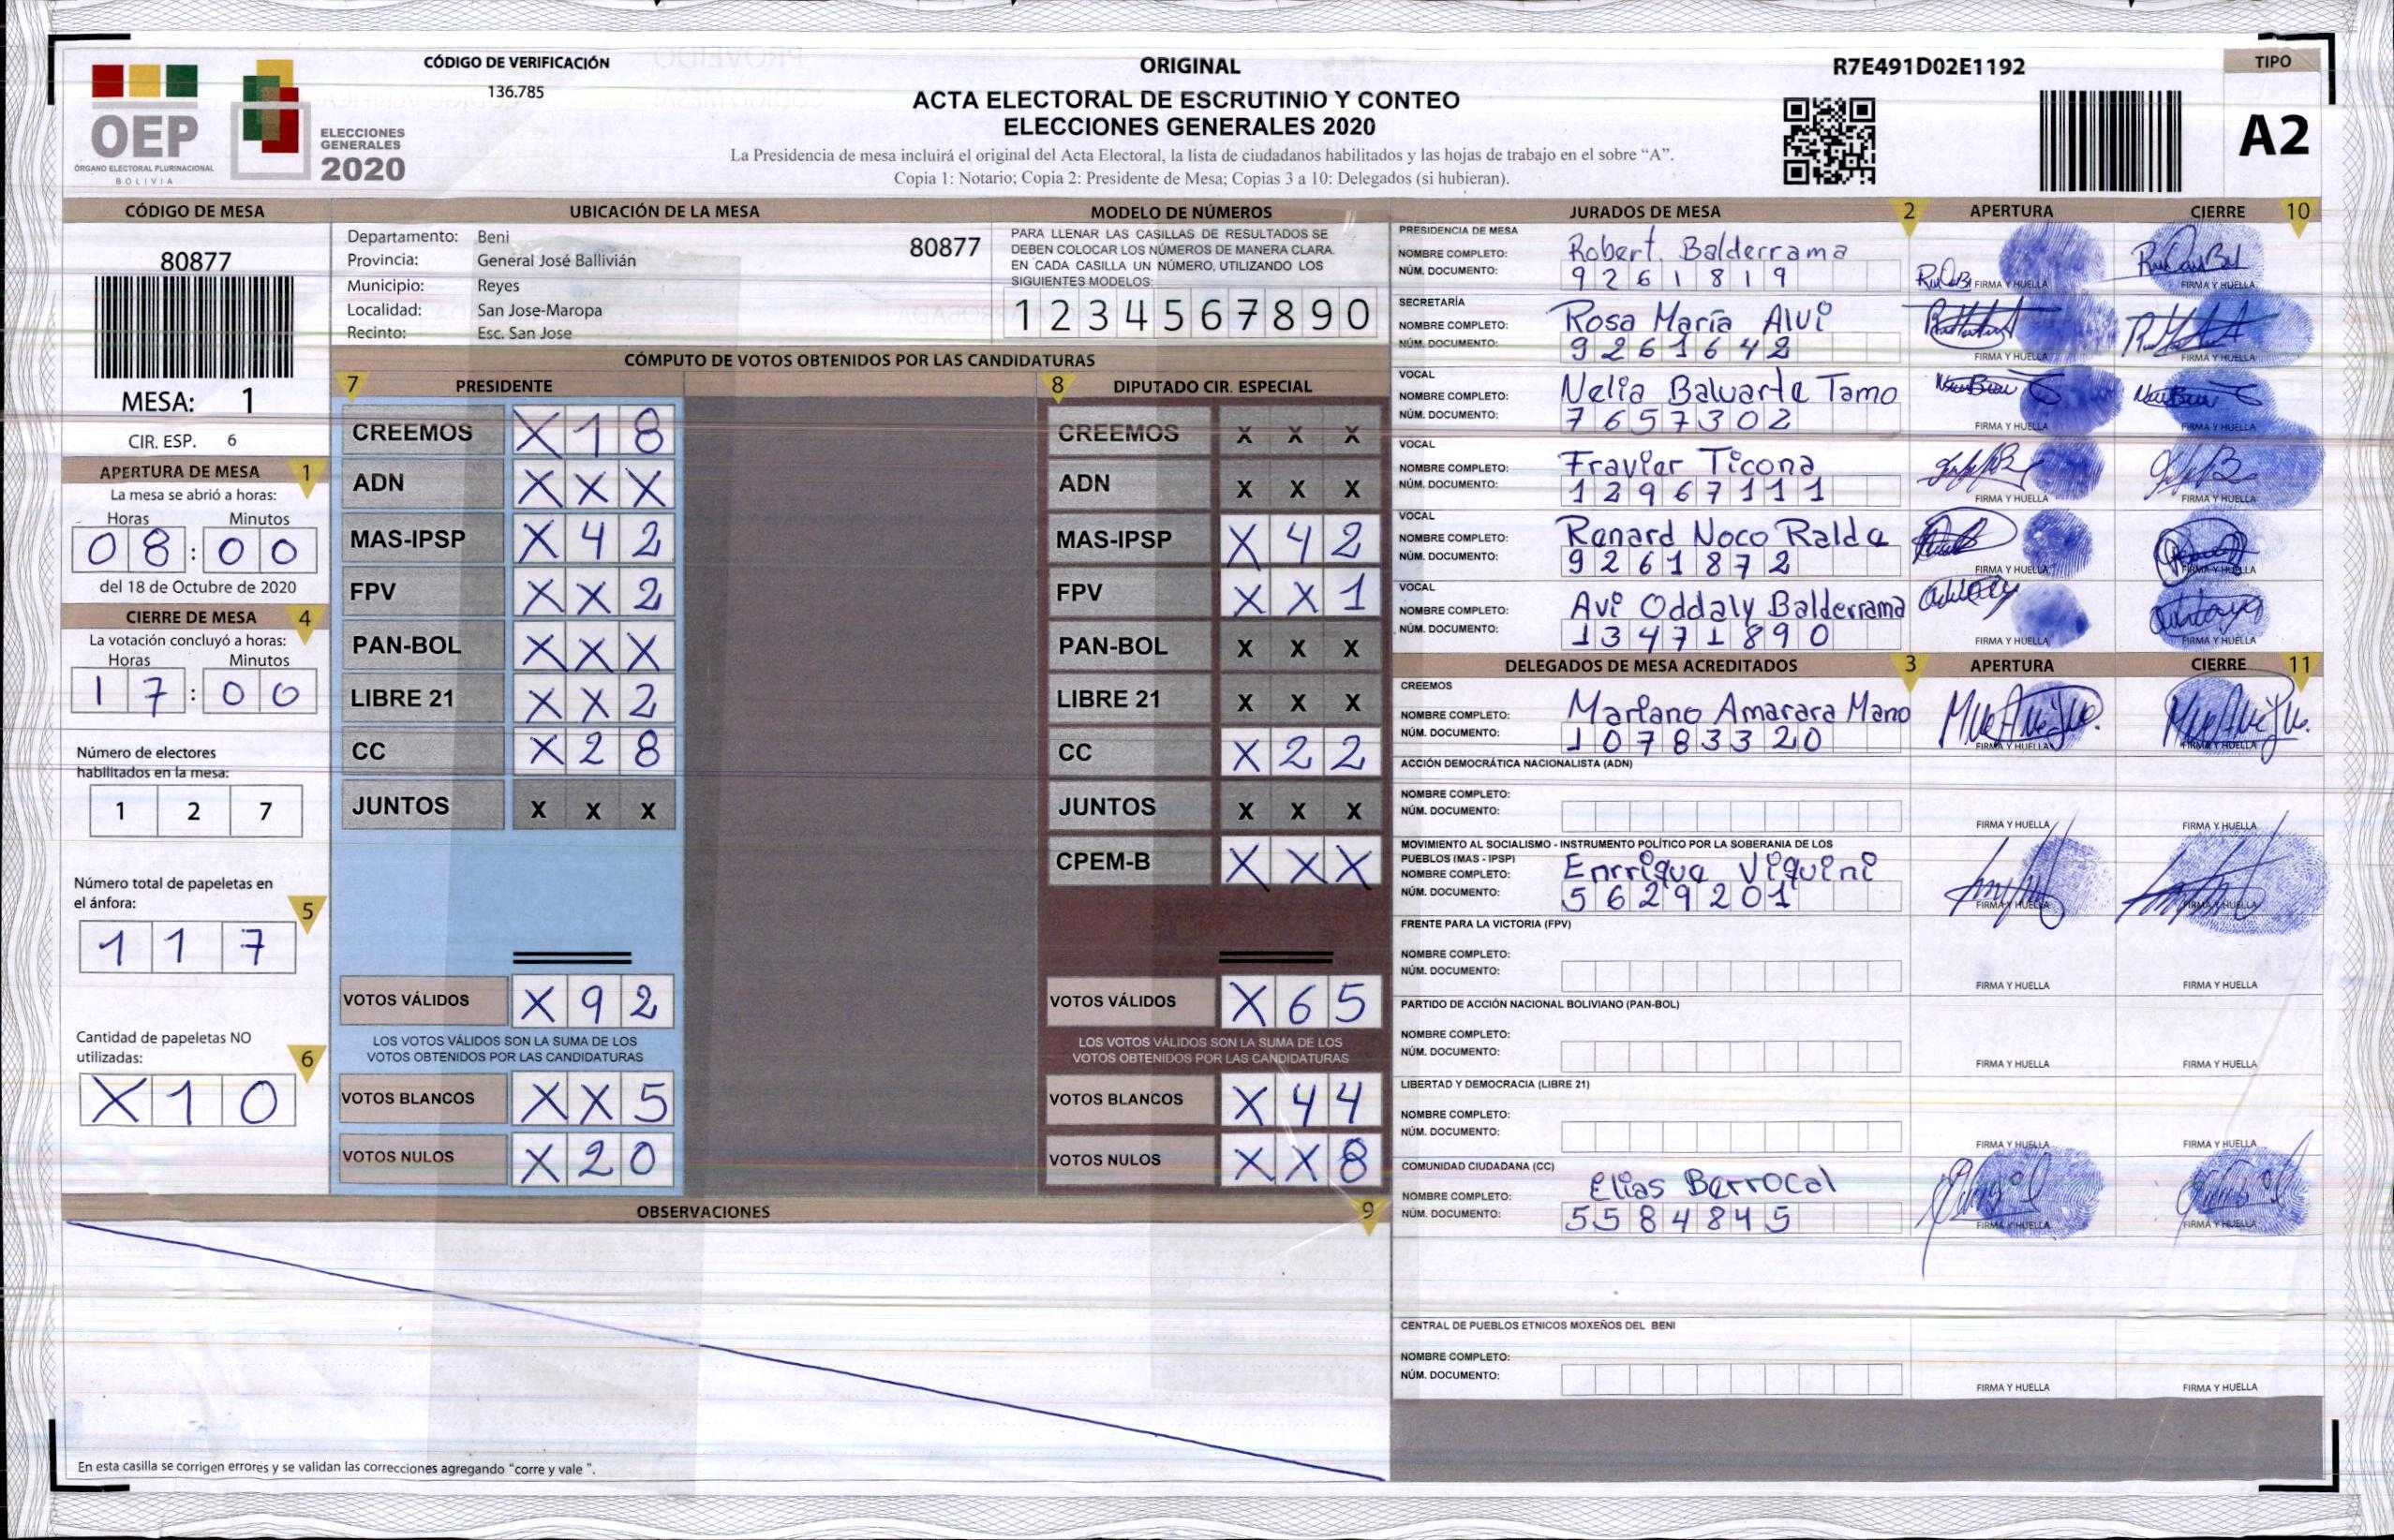 OEP
ÓRGANO ELECTORAL PLURINACIONAL
BOLIVIA
ELECCIONES
GENERALES
2020
CÓDIGO DE VERIFICACIÓN
136.785
ORIGINAL
ACTA ELECTORAL DE ESCRUTINIO Y CONTEO
ELECCIONES GENERALES 2020
La Presidencia de mesa incluirá el original del Acta Electoral, la lista de ciudadanos habilitados y las hojas de trabajo en el sobre “A”.
Copia 1: Notario; Copia 2: Presidente de Mesa; Copias 3 a 10: Delegados (si hubieran).
R7E491D02E1192
TIPO
A2
CÓDIGO DE MESA
80877
MESA: 1
CIR. ESP. 6
APERTURA DE MESA 1
La mesa se abrió a horas:
Horas Minutos
08:00
del 18 de Octubre de 2020
CIERRE DE MESA 4
La votación concluyó a horas:
Horas Minutos
17:00
Número de electores
habilitados en la mesa:
1 2 7
Número total de papeletas en
el ánfora: 5
1 1 7
Cantidad de papeletas NO
utilizadas: 6
X 1 0
UBICACIÓN DE LA MESA
Departamento: Beni 80877
Provincia: General José Ballivián
Municipio: Reyes
Localidad: San Jose-Maropa
Recinto: Esc. San Jose
MODELO DE NÚMEROS
PARA LLENAR LAS CASILLAS DE RESULTADOS SE
DEBEN COLOCAR LOS NÚMEROS DE MANERA CLARA.
EN CADA CASILLA UN NÚMERO, UTILIZANDO LOS
SIGUIENTES MODELOS:
1 2 3 4 5 6 7 8 9 0
CÓMPUTO DE VOTOS OBTENIDOS POR LAS CANDIDATURAS
7 PRESIDENTE
CREEMOS X 1 8
ADN X X X
MAS-IPSP X 4 2
FPV X X 2
PAN-BOL X X X
LIBRE 21 X X 2
CC X 2 8
JUNTOS X X X
VOTOS VÁLIDOS X 9 2
LOS VOTOS VÁLIDOS SON LA SUMA DE LOS
VOTOS OBTENIDOS POR LAS CANDIDATURAS
VOTOS BLANCOS X X 5
VOTOS NULOS X 2 0
8 DIPUTADO CIR. ESPECIAL
CREEMOS X X X
ADN X X X
MAS-IPSP X 4 2
FPV X X 1
PAN-BOL X X X
LIBRE 21 X X X
CC X 2 2
JUNTOS X X X
CPEM-B X X X
VOTOS VÁLIDOS X 6 5
LOS VOTOS VÁLIDOS SON LA SUMA DE LOS
VOTOS OBTENIDOS POR LAS CANDIDATURAS
VOTOS BLANCOS X 4 4
VOTOS NULOS X X 8
OBSERVACIONES 9
En esta casilla se corrigen errores y se validan las correcciones agregando “corre y vale ”.
JURADOS DE MESA 2 APERTURA CIERRE 10
PRESIDENCIA DE MESA
NOMBRE COMPLETO: Robert. Balderrama
NÚM. DOCUMENTO: 9261819
FIRMA Y HUELLA FIRMA Y HUELLA
SECRETARÍA
NOMBRE COMPLETO: Rosa María Alvi
NÚM. DOCUMENTO: 9261642
FIRMA Y HUELLA FIRMA Y HUELLA
VOCAL
NOMBRE COMPLETO: Nelia Baluarte Tamo
NÚM. DOCUMENTO: 7657302
FIRMA Y HUELLA FIRMA Y HUELLA
VOCAL
NOMBRE COMPLETO: Ticona
NÚM. DOCUMENTO: 12967111
FIRMA Y HUELLA FIRMA Y HUELLA
VOCAL
NOMBRE COMPLETO: Renard Noco Ralde
NÚM. DOCUMENTO: 9261872
FIRMA Y HUELLA FIRMA Y HUELLA
VOCAL
NOMBRE COMPLETO: Avi Oddaly Balderrama
NÚM. DOCUMENTO: 13471890
FIRMA Y HUELLA FIRMA Y HUELLA
DELEGADOS DE MESA ACREDITADOS 3 APERTURA CIERRE 11
CREEMOS
NOMBRE COMPLETO: Mariano Amarara Mano
NÚM. DOCUMENTO: 10783320
FIRMA Y HUELLA FIRMA Y HUELLA
ACCIÓN DEMOCRÁTICA NACIONALISTA (ADN)
NOMBRE COMPLETO:
NÚM. DOCUMENTO:
FIRMA Y HUELLA FIRMA Y HUELLA
MOVIMIENTO AL SOCIALISMO - INSTRUMENTO POLÍTICO POR LA SOBERANIA DE LOS
PUEBLOS (MAS - IPSP)
NOMBRE COMPLETO: Enrrique Viquini
NÚM. DOCUMENTO: 5629201
FIRMA Y HUELLA FIRMA Y HUELLA
FRENTE PARA LA VICTORIA (FPV)
NOMBRE COMPLETO:
NÚM. DOCUMENTO:
FIRMA Y HUELLA FIRMA Y HUELLA
PARTIDO DE ACCIÓN NACIONAL BOLIVIANO (PAN-BOL)
NOMBRE COMPLETO:
NÚM. DOCUMENTO:
FIRMA Y HUELLA FIRMA Y HUELLA
LIBERTAD Y DEMOCRACIA (LIBRE 21)
NOMBRE COMPLETO:
NÚM. DOCUMENTO:
FIRMA Y HUELLA FIRMA Y HUELLA
COMUNIDAD CIUDADANA (CC)
NOMBRE COMPLETO: Elias Berrocal
NÚM. DOCUMENTO: 5584845
FIRMA Y HUELLA FIRMA Y HUELLA
CENTRAL DE PUEBLOS ETNICOS MOXEÑOS DEL BENI
NOMBRE COMPLETO:
NÚM. DOCUMENTO:
FIRMA Y HUELLA FIRMA Y HUELLA